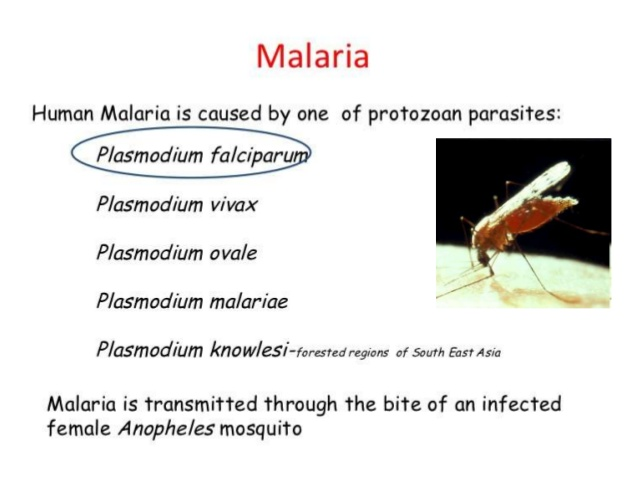 Malaria
Human Malaria is caused by one of protozoan parasites:
Plasmodium falciparum
Plasmodium vivax
Plasmodium ovale
Plasmodium malariae
Plasmodium knowlesi-forested regions of South East Asia
Malaria is transmitted through the bite of an infected
female Anopheles mosquito